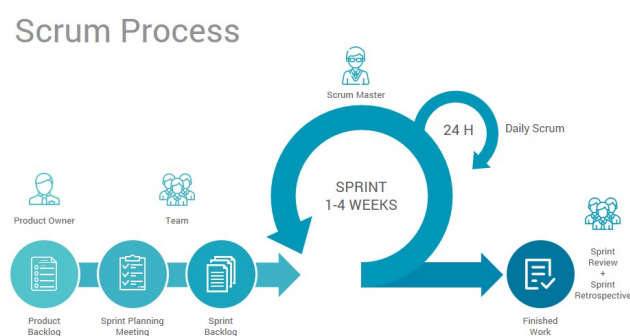 Scrum Process
Scrum Master
24 H
Daily Scrum
SPRINT
1-4 WEEKS
Product Owner
Team
Sprint
Review
+
Sprint
Retrospective
Product
Backlog
Sprint Planning
Meeting
Sprint
Backlog
Finished
Work